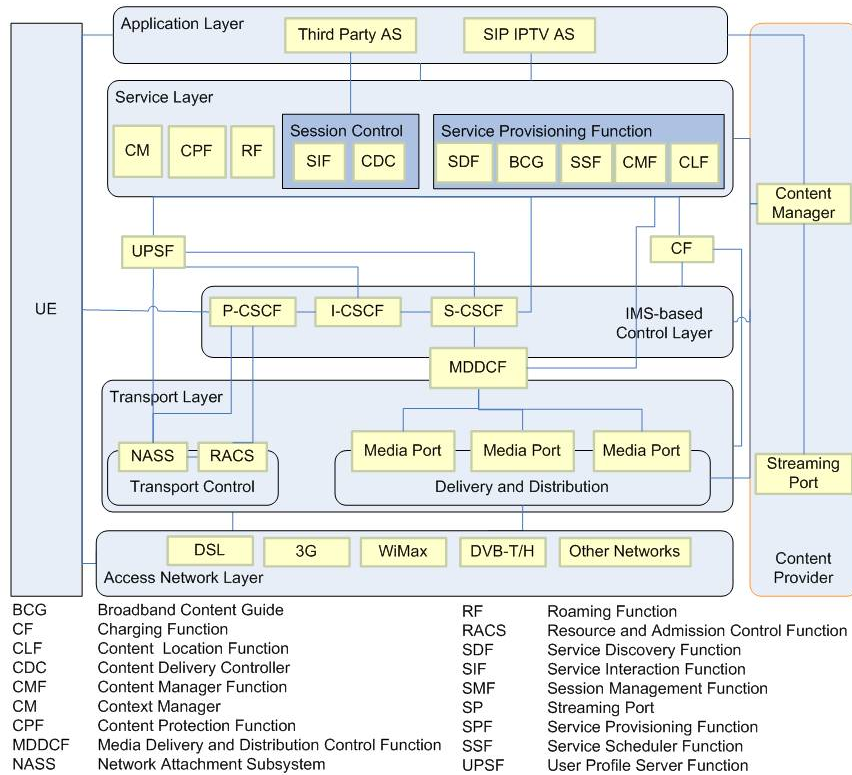 Application Layer
Third Party AS
SIP IPTV AS
Service Layer
CM
CPF
RF
Session Control
SIF
CDC
Service Provisioning Function
SDF
BCG
SSF
CMF
CLF
Content
Manager
UPSF
CF
UE
P-CSCF
I-CSCF
S-CSCF
IMS-based
Control Layer
MDDCF
Transport Layer
NASS
RACS
Transport Control
Media Port
Media Port
Media Port
Delivery and Distribution
Streaming
Port
DSL
3G
WiMax
DVB-T/H
Other Networks
Access Network Layer
Content
Provider
BCG Broadband Content Guide
CF Charging Function
CLF Content Location Function
CDC Content Delivery Controller
CMF Content Manager Function
CM Context Manager
CPF Content Protection Function
MDDCF Media Delivery and Distribution Control Function
NASS Network Attachment Subsystem
RF Roaming Function
RACS Resource and Admission Control Function
SDF Service Discovery Function
SIF Service Interaction Function
SMF Session Management Function
SP Streaming Port
SPF Service Provisioning Function
SSF Service Scheduler Function
UPSF User Profile Server Function